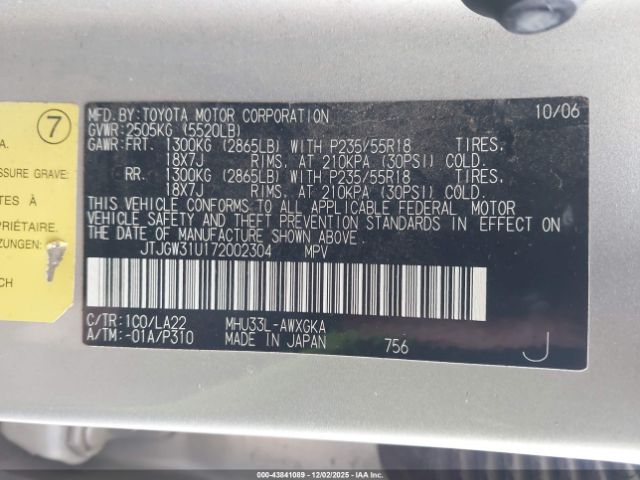 7
A.
SSURE GRAVE:
TES À
PRIÉTAIRE.
ZUNGEN:
CH
MFD. BY: TOYOTA MOTOR CORPORATION 10/06
GVWR: 2505KG (5520LB)
GAWR: FRT. 1300KG (2865LB) WITH P235/55R18 TIRES,
18X7J RIMS, AT 210KPA (30PSI) COLD.
RR. 1300KG (2865LB) WITH P235/55R18 TIRES,
18X7J RIMS, AT 210KPA (30PSI) COLD.
THIS VEHICLE CONFORMS TO ALL APPLICABLE FEDERAL MOTOR
VEHICLE SAFETY AND THEFT PREVENTION STANDARDS IN EFFECT ON
THE DATE OF MANUFACTURE SHOWN ABOVE.
JTJGW31U172002304 MPV
C/TR: 1C0/LA22 MHU33L-AWXGKA
A/TM: -01A/P310 MADE IN JAPAN 756 J
000-43841089 - 12/02/2025 - IAAI.COM